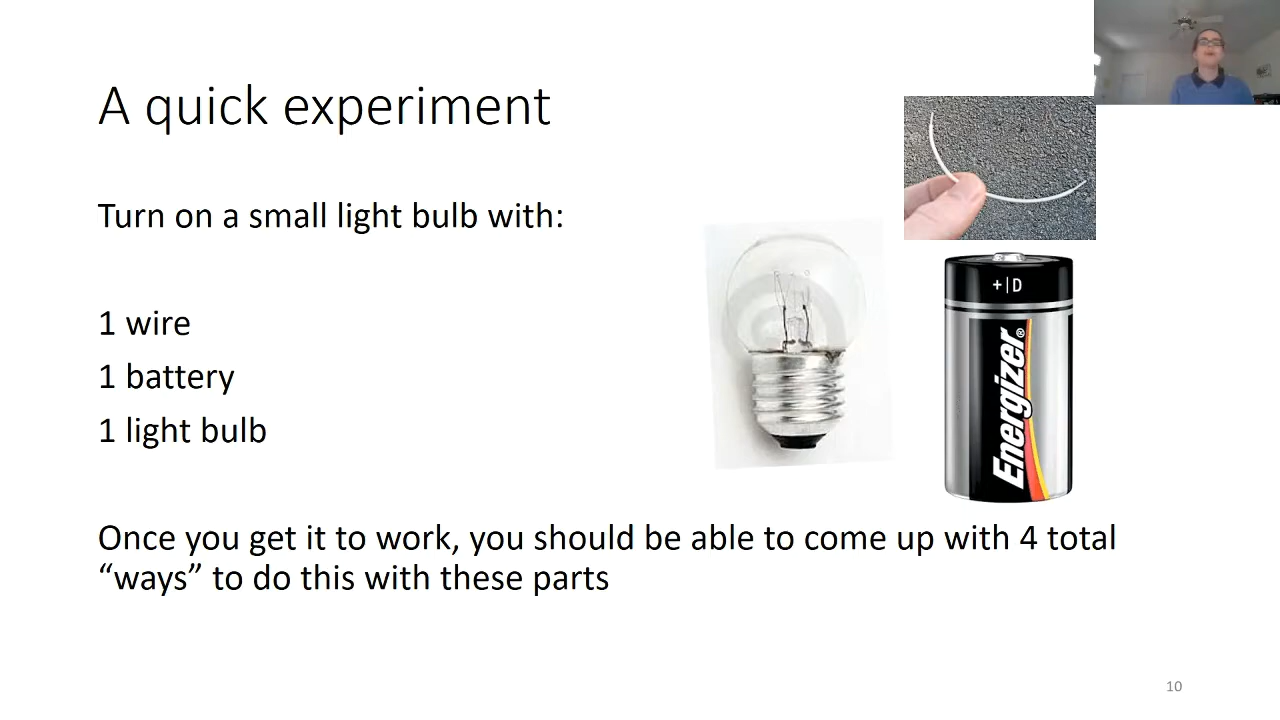 A quick experiment
Turn on a small light bulb with:
1 wire
1 battery
1 light bulb
+|D
Energizer®
Once you get it to work, you should be able to come up with 4 total
“ways” to do this with these parts
10